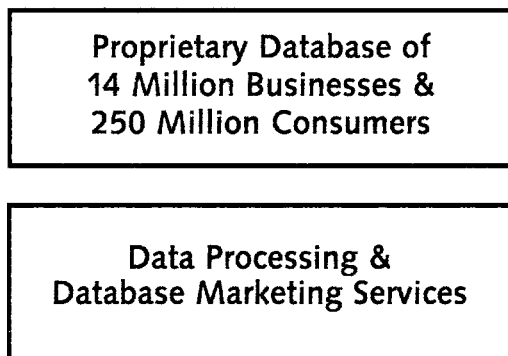 Proprietary Database of
14 Million Businesses &
250 Million Consumers
Data Processing &
Database Marketing Services